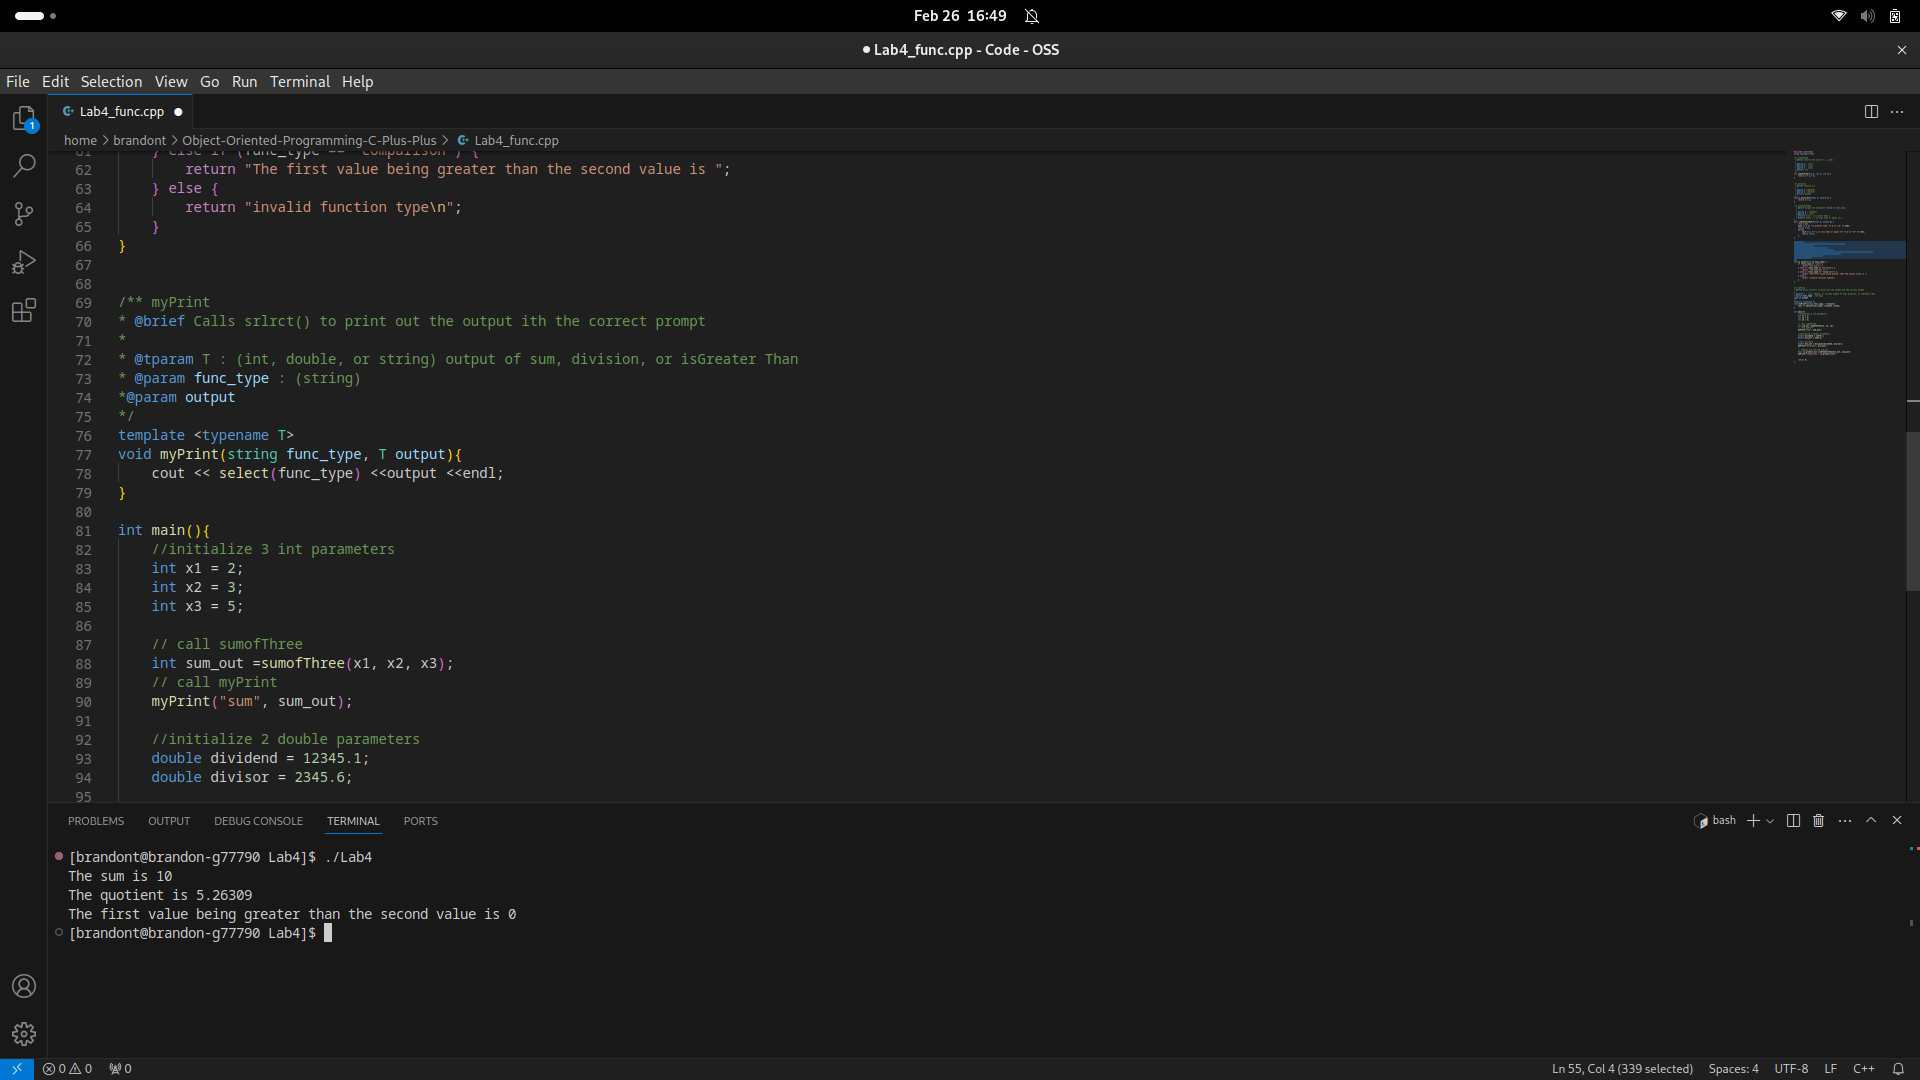 Feb 26 16:49
Lab4_func.cpp - Code - OSS
File Edit Selection View Go Run Terminal Help
Lab4_func.cpp
home > brandont > Object-Oriented-Programming-C-Plus-Plus > Lab4_func.cpp
61 } else if (func_type == "comparison") {
62 return "The first value being greater than the second value is ";
63 } else {
64 return "invalid function type\n";
65 }
66 }
67
68
69 /** myPrint
70 * @brief Calls srlrct() to print out the output ith the correct prompt
71 *
72 * @tparam T : (int, double, or string) output of sum, division, or isGreater Than
73 * @param func_type : (string)
74 *@param output
75 */
76 template <typename T>
77 void myPrint(string func_type, T output){
78 cout << select(func_type) <<output <<endl;
79 }
80
81 int main(){
82 //initialize 3 int parameters
83 int x1 = 2;
84 int x2 = 3;
85 int x3 = 5;
86
87 // call sumofThree
88 int sum_out =sumofThree(x1, x2, x3);
89 // call myPrint
90 myPrint("sum", sum_out);
91
92 //initialize 2 double parameters
93 double dividend = 12345.1;
94 double divisor = 2345.6;
95
PROBLEMS OUTPUT DEBUG CONSOLE TERMINAL PORTS
bash
[brandont@brandon-g77790 Lab4]$ ./Lab4
The sum is 10
The quotient is 5.26309
The first value being greater than the second value is 0
[brandont@brandon-g77790 Lab4]$
0 0 0
Ln 55, Col 4 (339 selected) Spaces: 4 UTF-8 LF C++
1